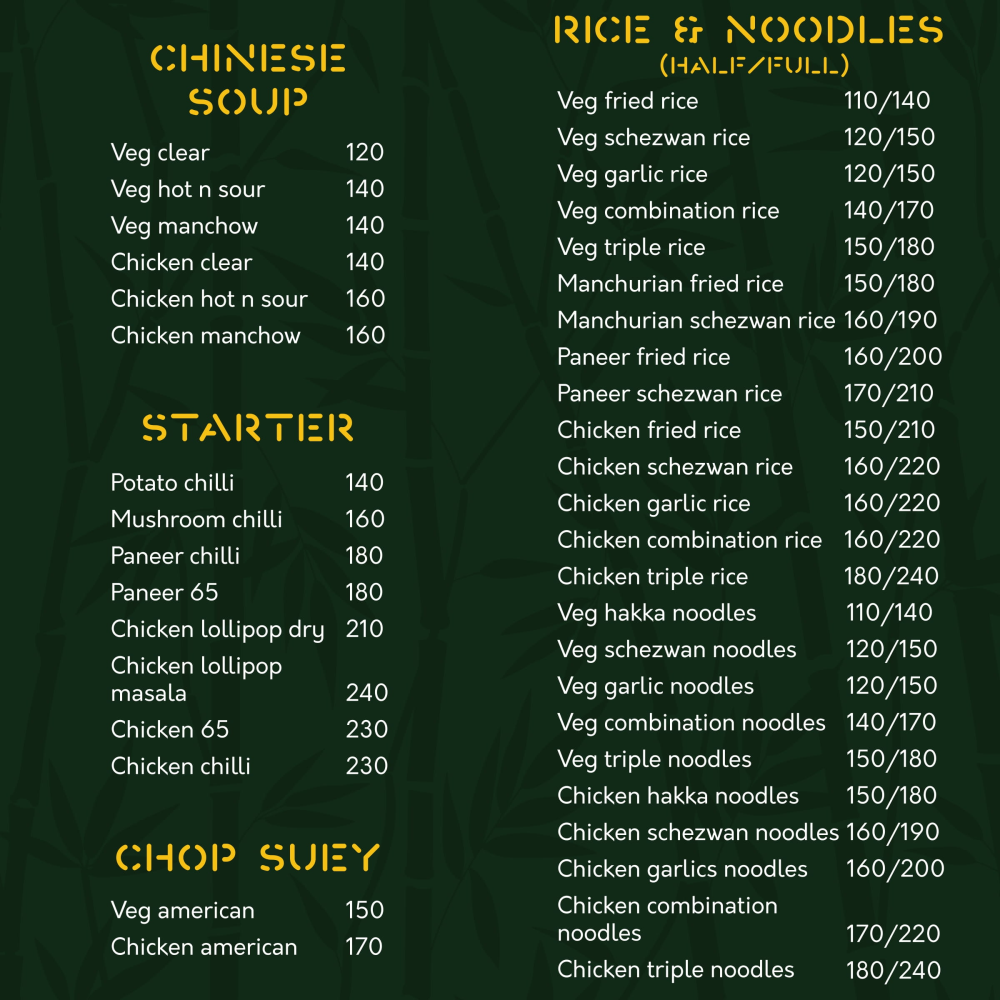 CHINESE
SOUP
Veg clear 120
Veg hot n sour 140
Veg manchow 140
Chicken clear 140
Chicken hot n sour 160
Chicken manchow 160
STARTER
Potato chilli 140
Mushroom chilli 160
Paneer chilli 180
Paneer 65 180
Chicken lollipop dry 210
Chicken lollipop
masala 240
Chicken 65 230
Chicken chilli 230
CHOP SUEY
Veg american 150
Chicken american 170
RICE & NOODLES
(HALF/FULL)
Veg fried rice 110/140
Veg schezwan rice 120/150
Veg garlic rice 120/150
Veg combination rice 140/170
Veg triple rice 150/180
Manchurian fried rice 150/180
Manchurian schezwan rice 160/190
Paneer fried rice 160/200
Paneer schezwan rice 170/210
Chicken fried rice 150/210
Chicken schezwan rice 160/220
Chicken garlic rice 160/220
Chicken combination rice 160/220
Chicken triple rice 180/240
Veg hakka noodles 110/140
Veg schezwan noodles 120/150
Veg garlic noodles 120/150
Veg combination noodles 140/170
Veg triple noodles 150/180
Chicken hakka noodles 150/180
Chicken schezwan noodles 160/190
Chicken garlics noodles 160/200
Chicken combination
noodles 170/220
Chicken triple noodles 180/240